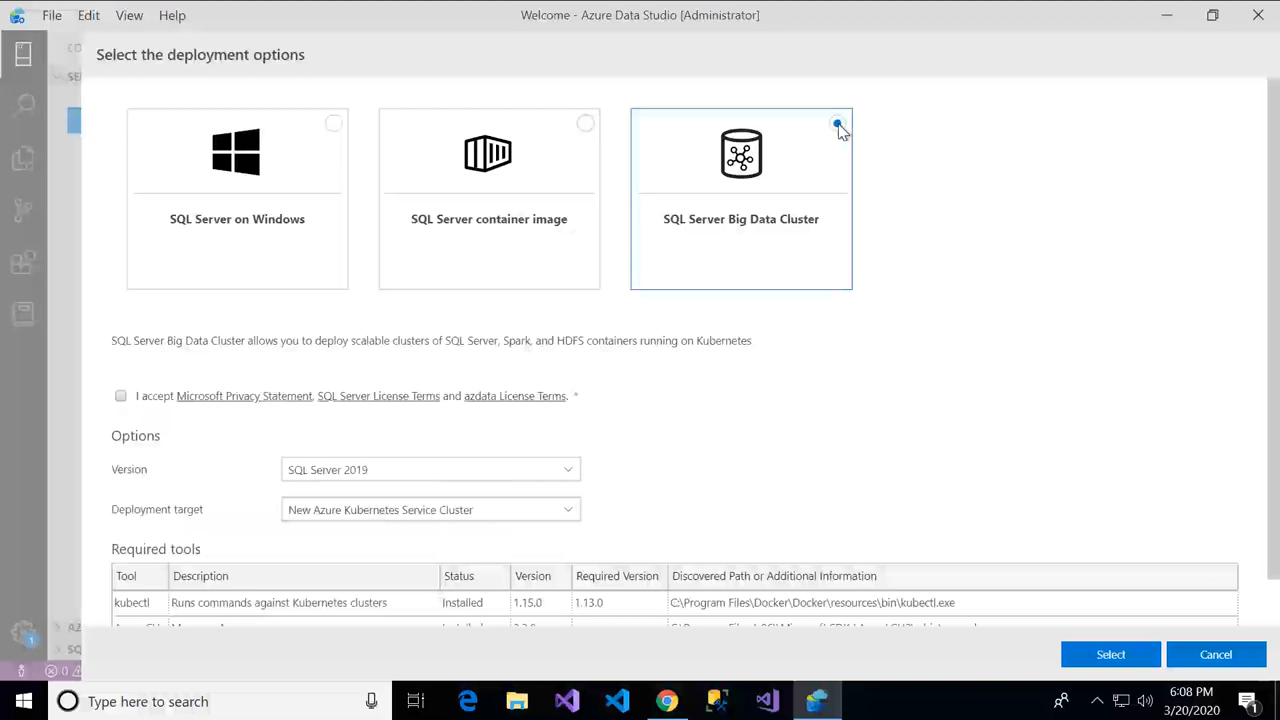 File Edit View Help
Welcome - Azure Data Studio [Administrator]
Select the deployment options
SQL Server on Windows
SQL Server container image
SQL Server Big Data Cluster
SQL Server Big Data Cluster allows you to deploy scalable clusters of SQL Server, Spark, and HDFS containers running on Kubernetes
I accept Microsoft Privacy Statement, SQL Server License Terms and azdata License Terms. *
Options
Version SQL Server 2019
Deployment target New Azure Kubernetes Service Cluster
Required tools
Tool Description Status Version Required Version Discovered Path or Additional Information
kubectl Runs commands against Kubernetes clusters Installed 1.15.0 1.13.0 C:\Program Files\Docker\Docker\resources\bin\kubectl.exe
Select Cancel
Type here to search
6:08 PM
3/20/2020